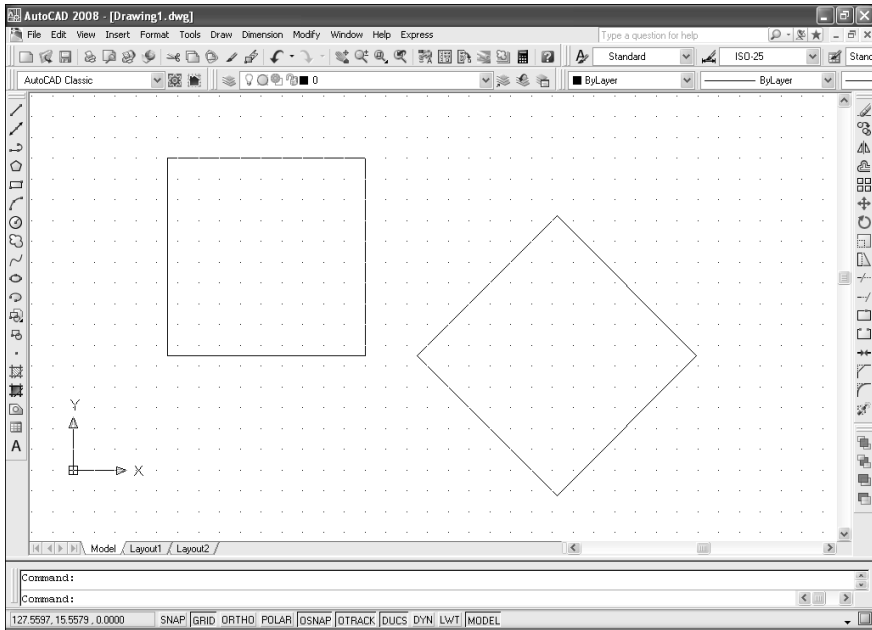 AutoCAD 2008 - [Drawing1.dwg]
File Edit View Insert Format Tools Draw Dimension Modify Window Help Express Type a question for help
Standard ISO-25 Stand
AutoCAD Classic 0 ByLayer ByLayer
A
Y
X
Model Layout1 Layout2
Command:
Command:
127.5597, 15.5579 , 0.0000 SNAP GRID ORTHO POLAR OSNAP OTRACK DUCS DYN LWT MODEL